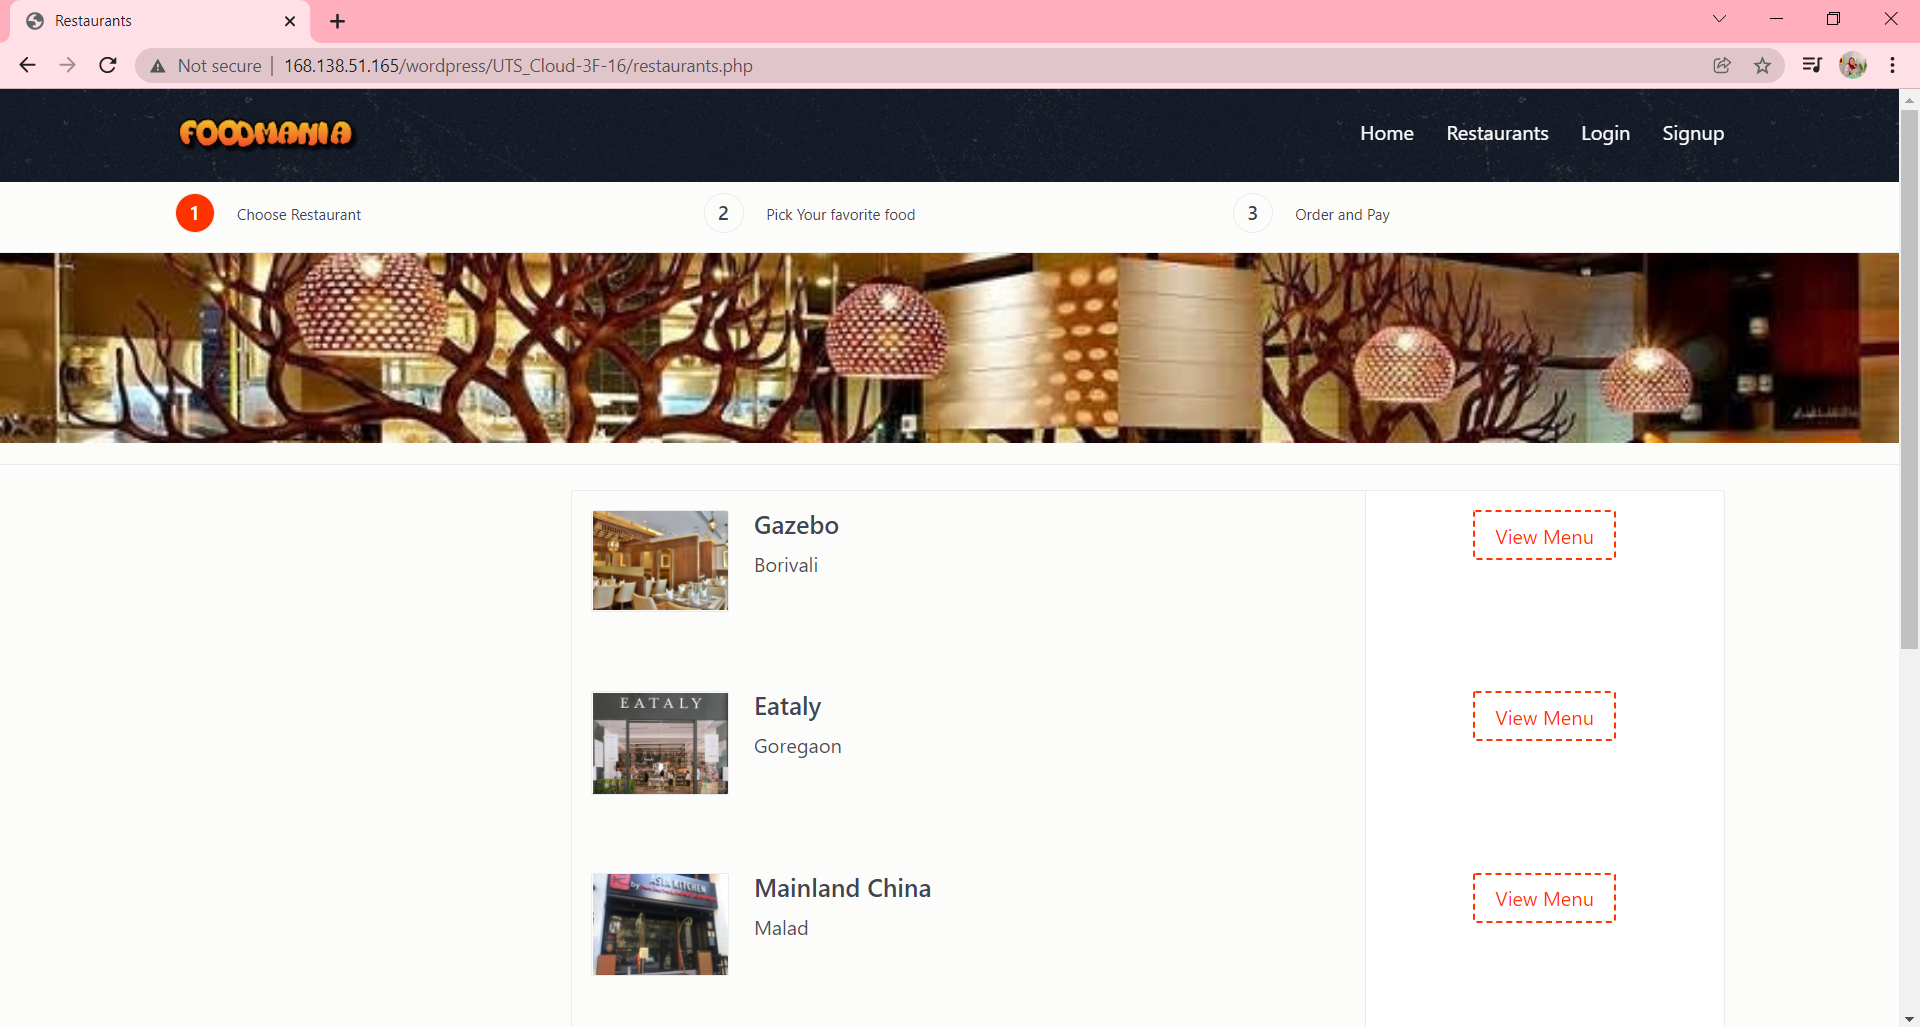 Restaurants
Not secure 168.138.51.165/wordpress/UTS_Cloud-3F-16/restaurants.php
FOODMANIA
Home Restaurants Login Signup
1 Choose Restaurant 2 Pick Your favorite food 3 Order and Pay
Gazebo
View Menu
Borivali
EATALY
Eataly
View Menu
Goregaon
ASIA KITCHEN
by
Mainland China
View Menu
Malad